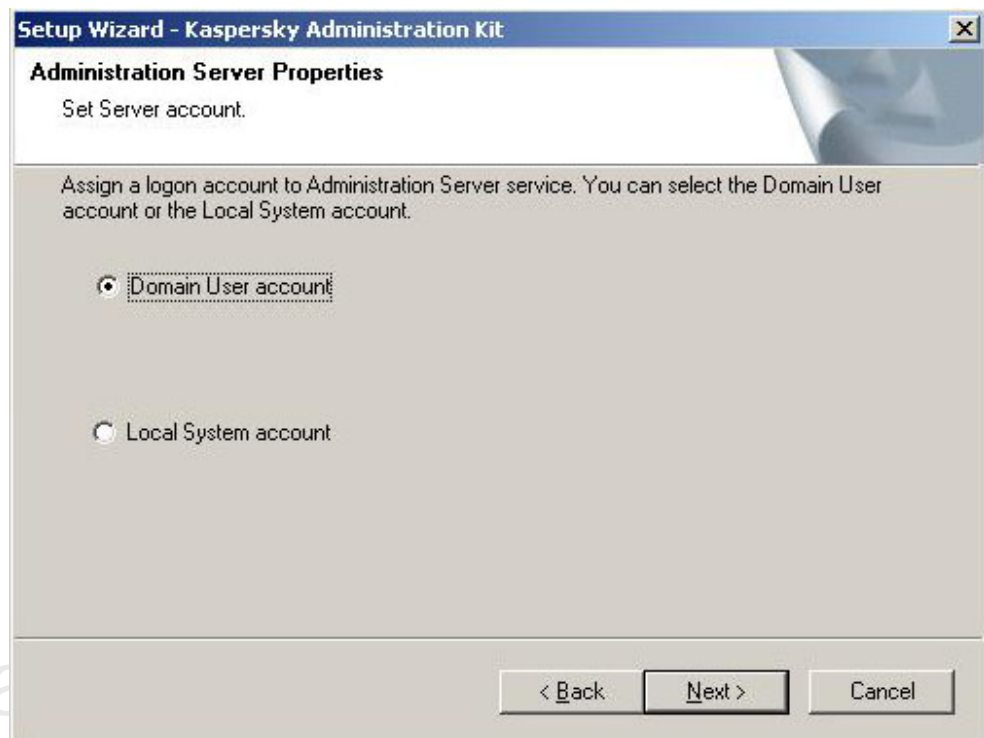 Setup Wizard - Kaspersky Administration Kit
Administration Server Properties
Set Server account.
Assign a logon account to Administration Server service. You can select the Domain User
account or the Local System account.
Domain User account
Local System account
< Back Next > Cancel